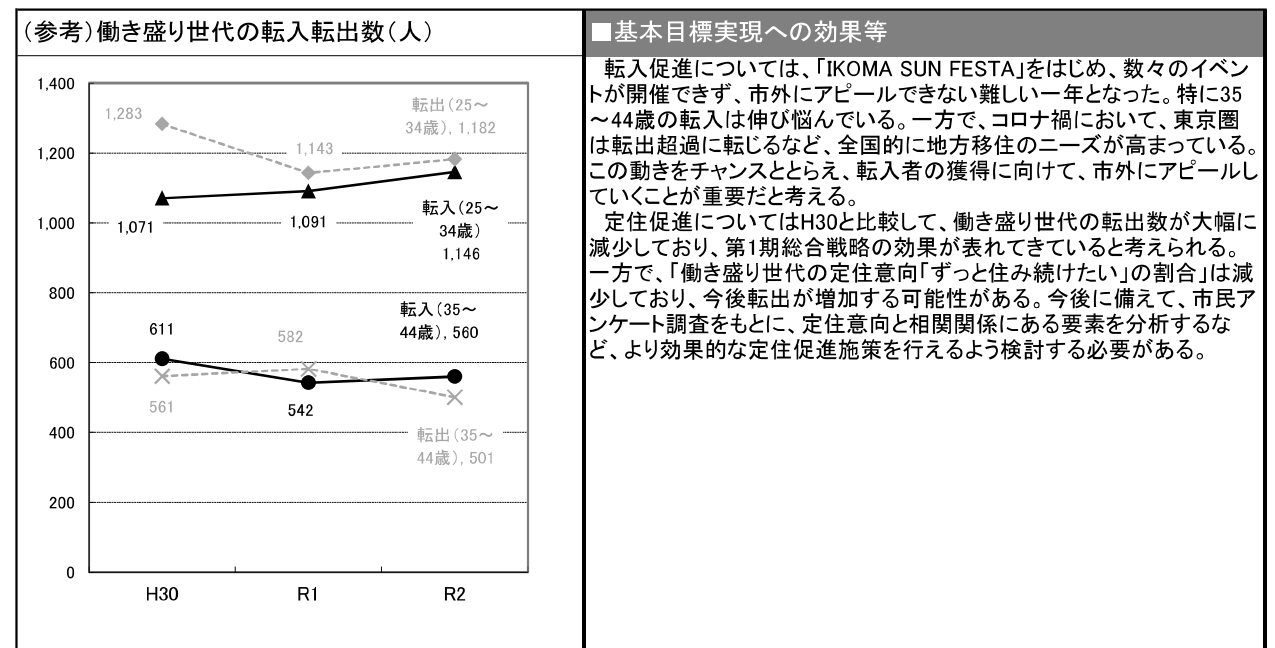 (参考)働き盛り世代の転入転出数(人)
1,400
1,200
1,000
800
600
400
200
0
1,283
1,143
転出(25～
34歳), 1,182
1,071
1,091
転入(25～
34歳)
1,146
転入(35～
44歳), 560
611
582
561
542
転出(35～
44歳), 501
H30
R1
R2
■基本目標実現への効果等
転入促進については、「IKOMA SUN FESTA」をはじめ、数々のイベン
トが開催できず、市外にアピールできない難しい一年となった。特に35
～44歳の転入は伸び悩んでいる。一方で、コロナ禍において、東京圏
は転出超過に転じるなど、全国的に地方移住のニーズが高まっている。
この動きをチャンスととらえ、転入者の獲得に向けて、市外にアピールし
ていくことが重要だと考える。
定住促進についてはH30と比較して、働き盛り世代の転出数が大幅に
減少しており、第1期総合戦略の効果が表れてきていると考えられる。
一方で、「働き盛り世代の定住意向「ずっと住み続けたい」の割合」は減
少しており、今後転出が増加する可能性がある。今後に備えて、市民ア
ンケート調査をもとに、定住意向と相関関係にある要素を分析するな
ど、より効果的な定住促進施策を行えるよう検討する必要がある。